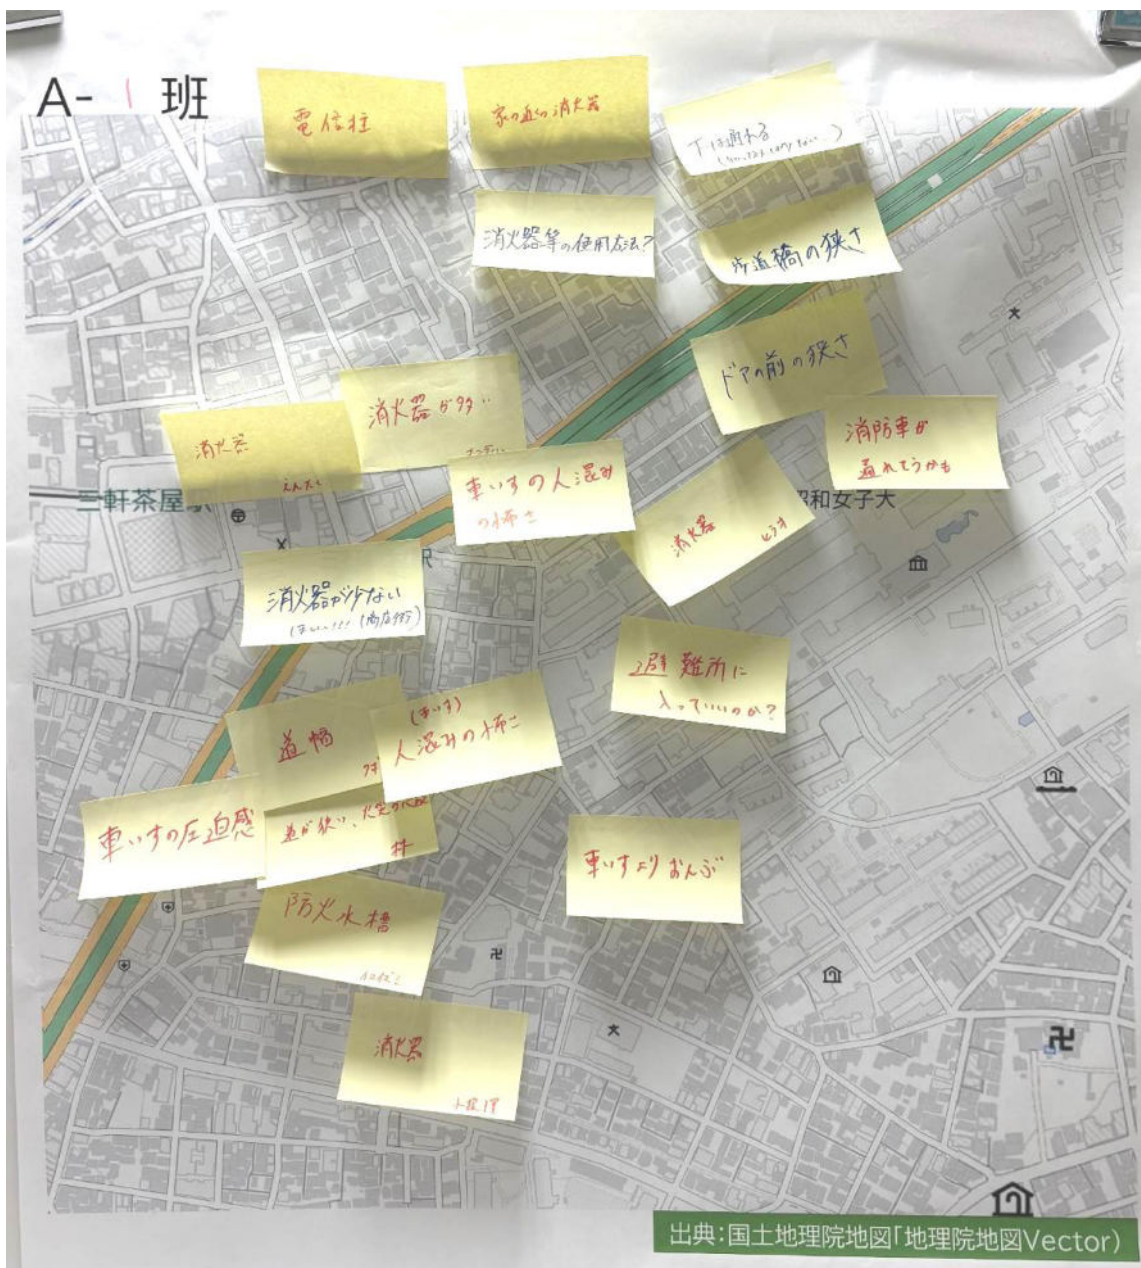 A-1班
電信柱
家の近くの消火器
下は通れる
消火器等の使用方法?
歩道橋の狭さ
ドアの前の狭さ
消火器が多い
消火器
消防車が
通れてうかも
車いすの人混み
の怖さ
三軒茶屋駅
昭和女子大
消火器
消火器が少ない
(ほしい!!! (商店街)
避難所に
入っていいのか?
道幅
(車いす)
人混みの怖さ
車いすの圧迫感
道が狭い、
車いすよりおんぶ
防火水槽
消火器
出典:国土地理院地図「地理院地図Vector)